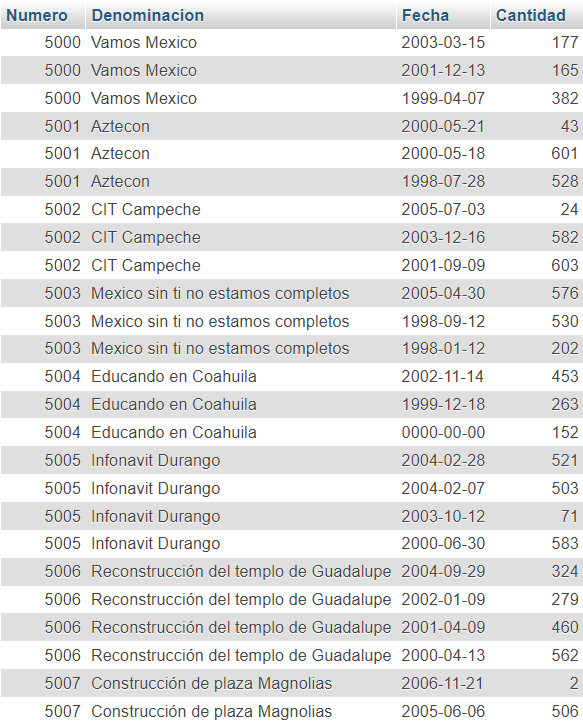 Numero Denominacion Fecha Cantidad
5000 Vamos Mexico 2003-03-15 177
5000 Vamos Mexico 2001-12-13 165
5000 Vamos Mexico 1999-04-07 382
5001 Aztecon 2000-05-21 43
5001 Aztecon 2000-05-18 601
5001 Aztecon 1998-07-28 528
5002 CIT Campeche 2005-07-03 24
5002 CIT Campeche 2003-12-16 582
5002 CIT Campeche 2001-09-09 603
5003 Mexico sin ti no estamos completos 2005-04-30 576
5003 Mexico sin ti no estamos completos 1998-09-12 530
5003 Mexico sin ti no estamos completos 1998-01-12 202
5004 Educando en Coahuila 2002-11-14 453
5004 Educando en Coahuila 1999-12-18 263
5004 Educando en Coahuila 0000-00-00 152
5005 Infonavit Durango 2004-02-28 521
5005 Infonavit Durango 2004-02-07 503
5005 Infonavit Durango 2003-10-12 71
5005 Infonavit Durango 2000-06-30 583
5006 Reconstrucción del templo de Guadalupe 2004-09-29 324
5006 Reconstrucción del templo de Guadalupe 2002-01-09 279
5006 Reconstrucción del templo de Guadalupe 2001-04-09 460
5006 Reconstrucción del templo de Guadalupe 2000-04-13 562
5007 Construcción de plaza Magnolias 2006-11-21 2
5007 Construcción de plaza Magnolias 2005-06-06 506